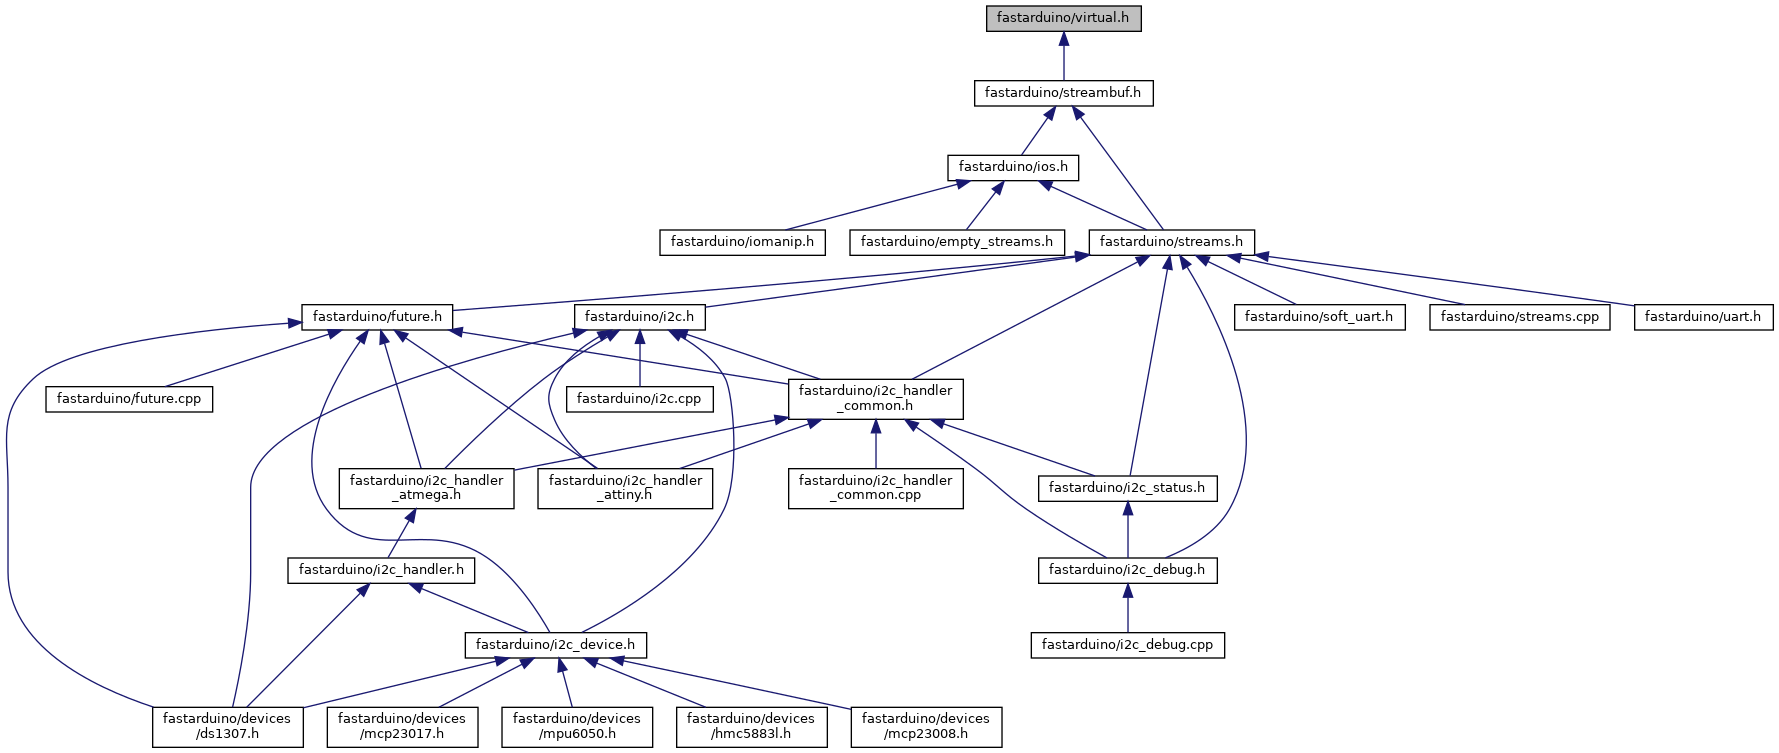 fastarduino/virtual.h
fastarduino/streambuf.h
fastarduino/ios.h
fastarduino/iomanip.h
fastarduino/empty_streams.h
fastarduino/streams.h
fastarduino/future.h
fastarduino/i2c.h
fastarduino/soft_uart.h
fastarduino/streams.cpp
fastarduino/uart.h
fastarduino/future.cpp
fastarduino/i2c.cpp
fastarduino/i2c_handler
_common.h
fastarduino/i2c_handler
_atmega.h
fastarduino/i2c_handler
_attiny.h
fastarduino/i2c_handler
_common.cpp
fastarduino/i2c_status.h
fastarduino/i2c_handler.h
fastarduino/i2c_debug.h
fastarduino/i2c_device.h
fastarduino/i2c_debug.cpp
fastarduino/devices
/ds1307.h
fastarduino/devices
/mcp23017.h
fastarduino/devices
/mpu6050.h
fastarduino/devices
/hmc5883l.h
fastarduino/devices
/mcp23008.h